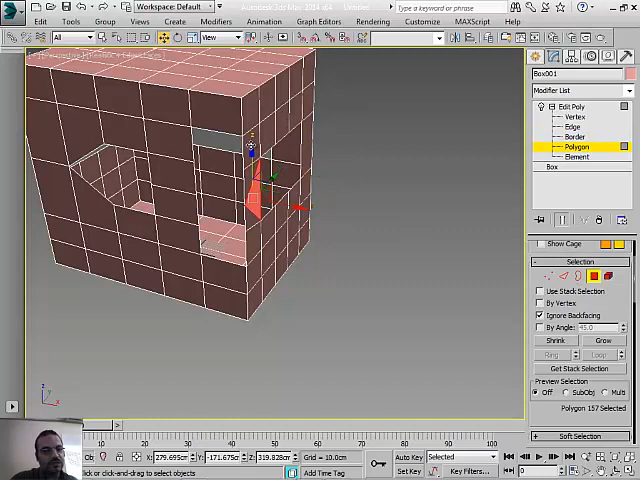 Workspace: Default
Autodesk 3ds Max 2014 x64
Box001
Type a keyword or phrase
Edit
Tools
Group
Views
Create
Modifiers
Animation
Graph Editors
Rendering
Customize
MAXScript
Help
All
View
Box001
Modifier List
Edit Poly
Vertex
Edge
Border
Polygon
Element
Box
Show Cage
Selection
Use Stack Selection
By Vertex
Ignore Backfacing
By Angle: 45.0
Shrink
Grow
Ring
Loop
Get Stack Selection
Preview Selection
Off
SubObj
Multi
Polygon 157 Selected
Soft Selection
10
20
30
40
50
60
70
80
90
100
X: 279.695cm
Y: -171.675cm
Z: 319.828cm
Grid = 10.0cm
Auto Key
Selected
click or click-and-drag to select objects
Add Time Tag
Set Key
Key Filters...
0